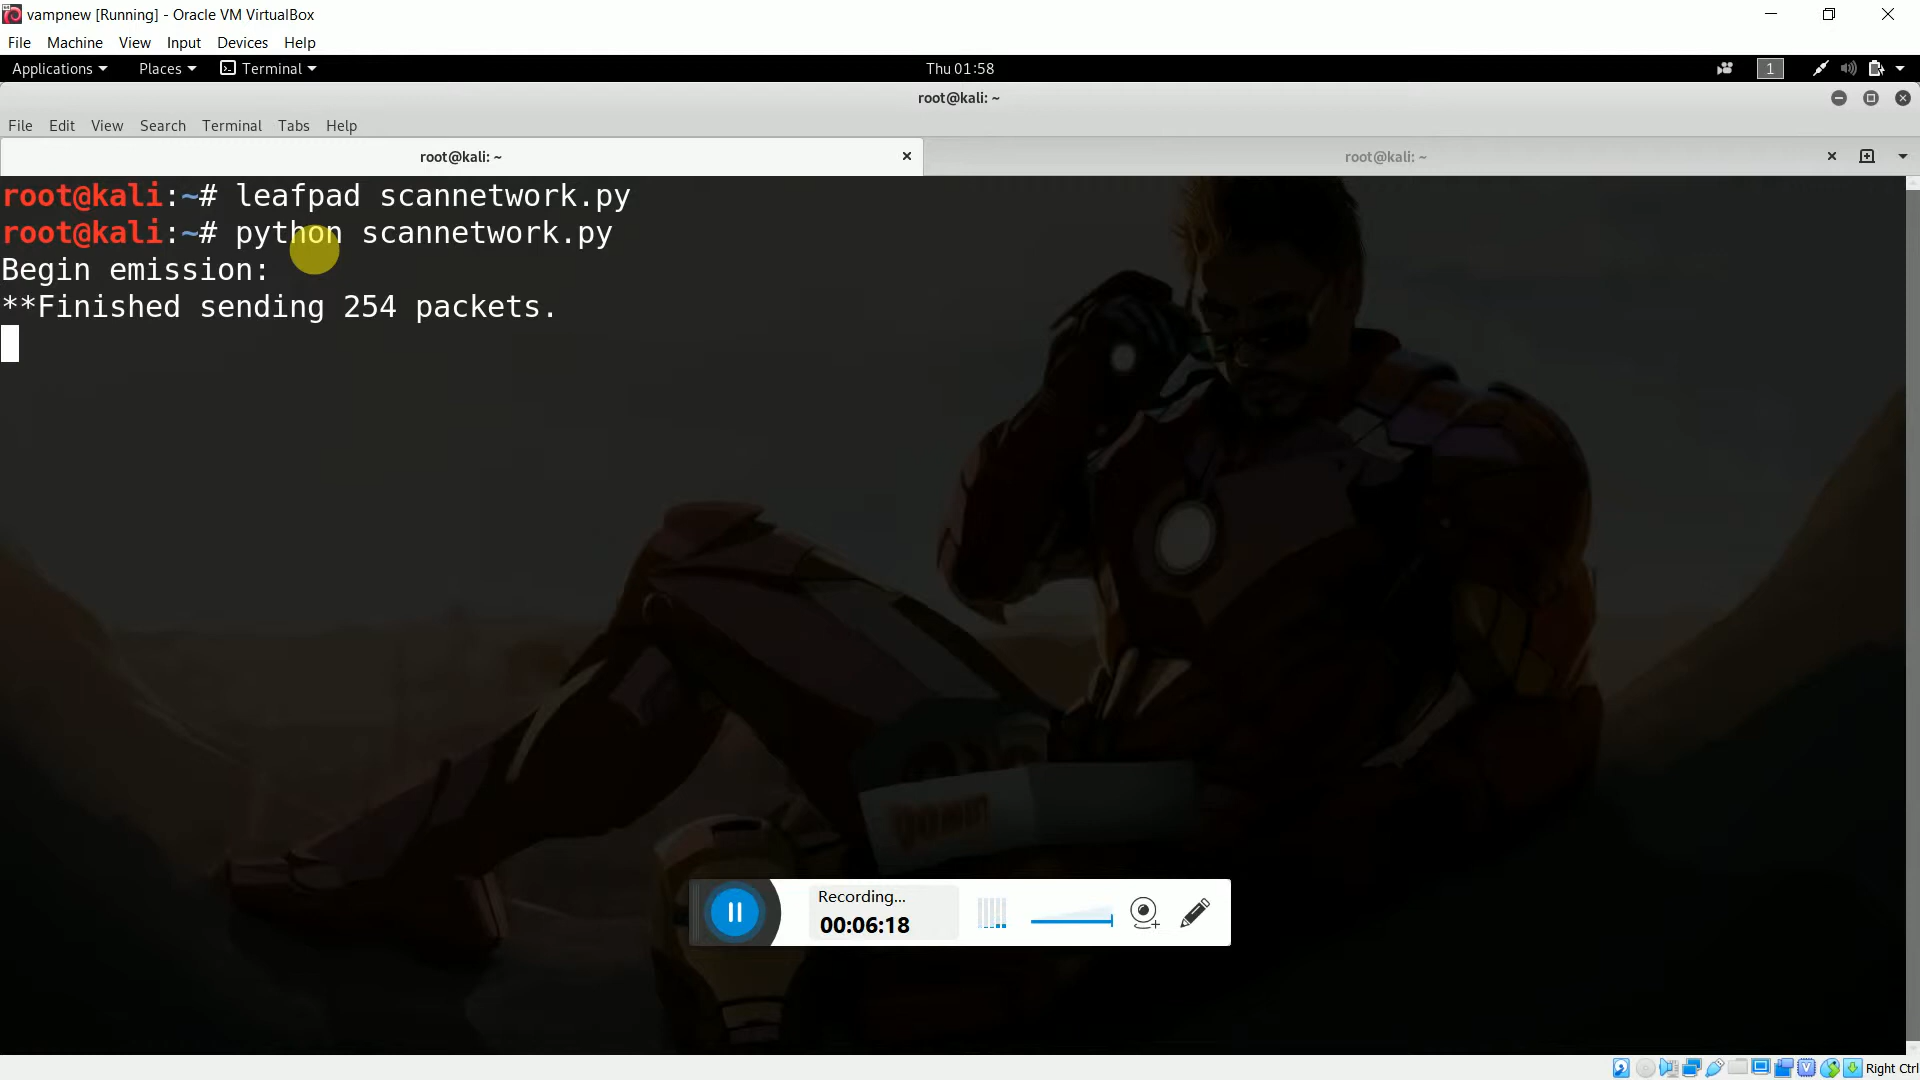 vampnew [Running] - Oracle VM VirtualBox
File Machine View Input Devices Help
Applications Places Terminal Thu 01:58 1
root@kali: ~
File Edit View Search Terminal Tabs Help
root@kali: ~ root@kali: ~
root@kali:~# leafpad scannetwork.py
root@kali:~# python scannetwork.py
Begin emission:
**Finished sending 254 packets.
Recording...
00:06:18
Right Ctrl